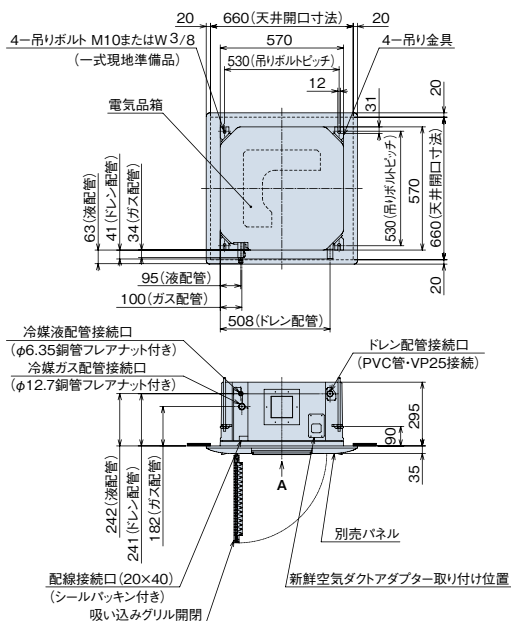 20 660(天井開口寸法) 20
4ー吊りボルト M10またはW3/8
(一式現地準備品)
570
4ー吊り金具
530(吊りボルトピッチ)
12
電気品箱
31
20
530(吊りボルトピッチ)
570
660(天井開口寸法)
20
63(液配管)
41(ドレン配管)
34(ガス配管)
95(液配管)
100(ガス配管)
508(ドレン配管)
冷媒液配管接続口
(φ6.35銅管フレアナット付き)
冷媒ガス配管接続口
(φ12.7銅管フレアナット付き)
ドレン配管接続口
(PVC管・VP25接続)
295
90
35
242(液配管)
241(ドレン配管)
182(ガス配管)
A
別売パネル
配線接続口(20×40)
(シールパッキン付き)
新鮮空気ダクトアダプター取り付け位置
吸い込みグリル開閉